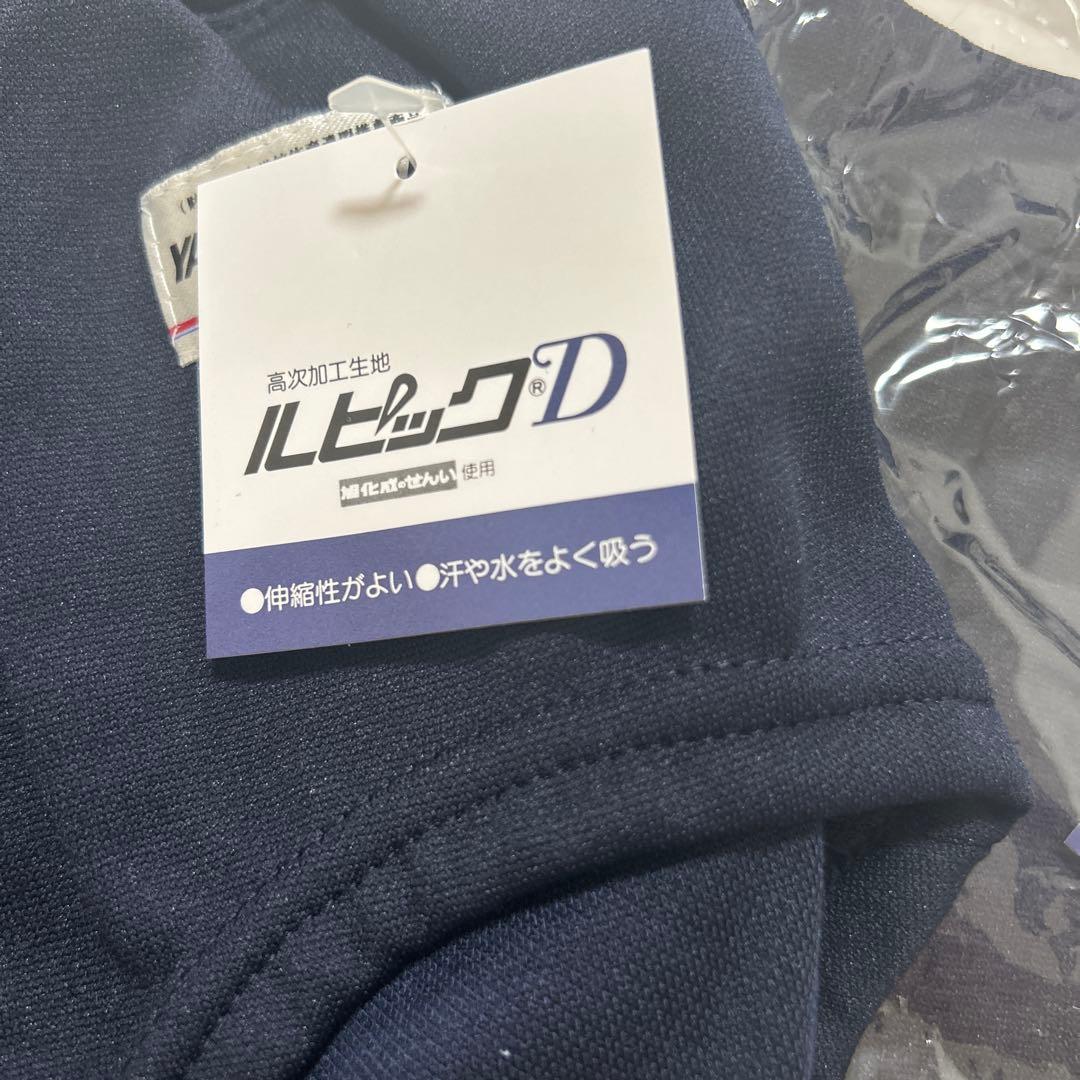 YA
高次加工生地
ルピック®D
旭化成のせんい 使用
●伸縮性がよい●汗や水をよく吸う